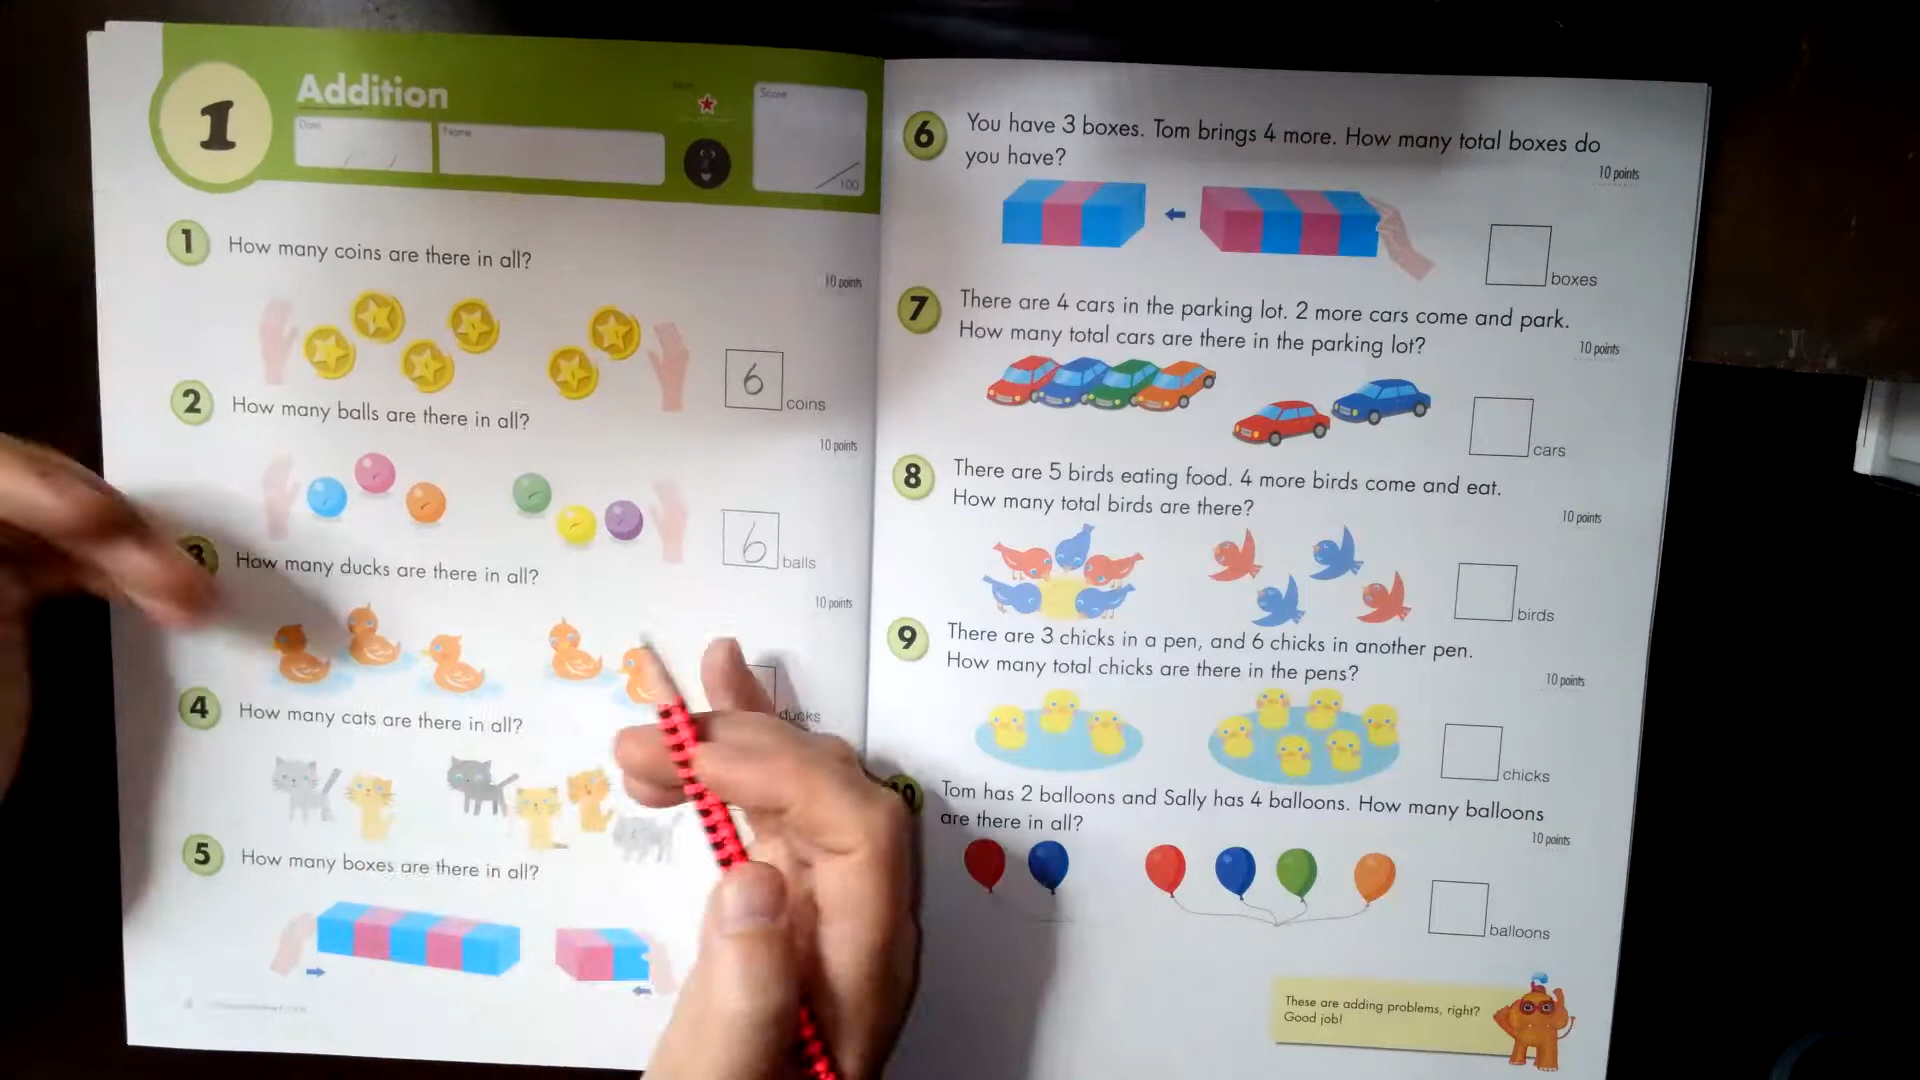 1
Addition
Date
Name
Score
100
1
How many coins are there in all?
10 points
6
coins
2
How many balls are there in all?
10 points
6
balls
3
How many ducks are there in all?
10 points
ducks
4
How many cats are there in all?
5
How many boxes are there in all?
6
You have 3 boxes. Tom brings 4 more. How many total boxes do
you have?
10 points
boxes
7
There are 4 cars in the parking lot. 2 more cars come and park.
How many total cars are there in the parking lot?
10 points
cars
8
There are 5 birds eating food. 4 more birds come and eat.
How many total birds are there?
10 points
birds
9
There are 3 chicks in a pen, and 6 chicks in another pen.
How many total chicks are there in the pens?
10 points
chicks
10
Tom has 2 balloons and Sally has 4 balloons. How many balloons
are there in all?
10 points
balloons
These are adding problems, right?
Good job!